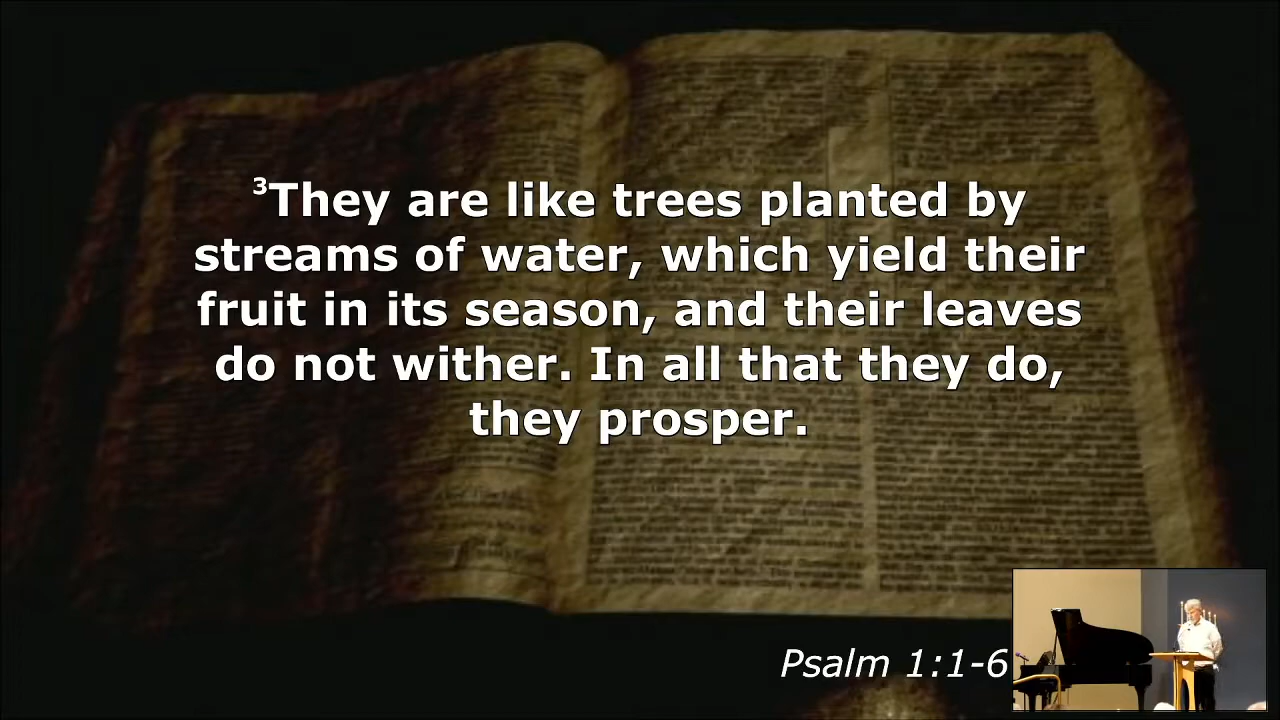 ³They are like trees planted by
streams of water, which yield their
fruit in its season, and their leaves
do not wither. In all that they do,
they prosper.
Psalm 1:1-6